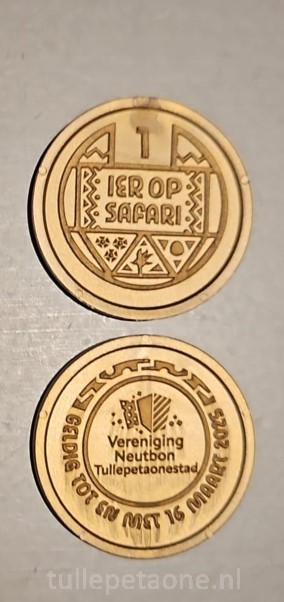 1
IER OP
SAFARI
Vereniging
Neutbon
Tullepetaonestad
GELDIG TOT EN MET 16 MAART 2025
tullepetaone.nl